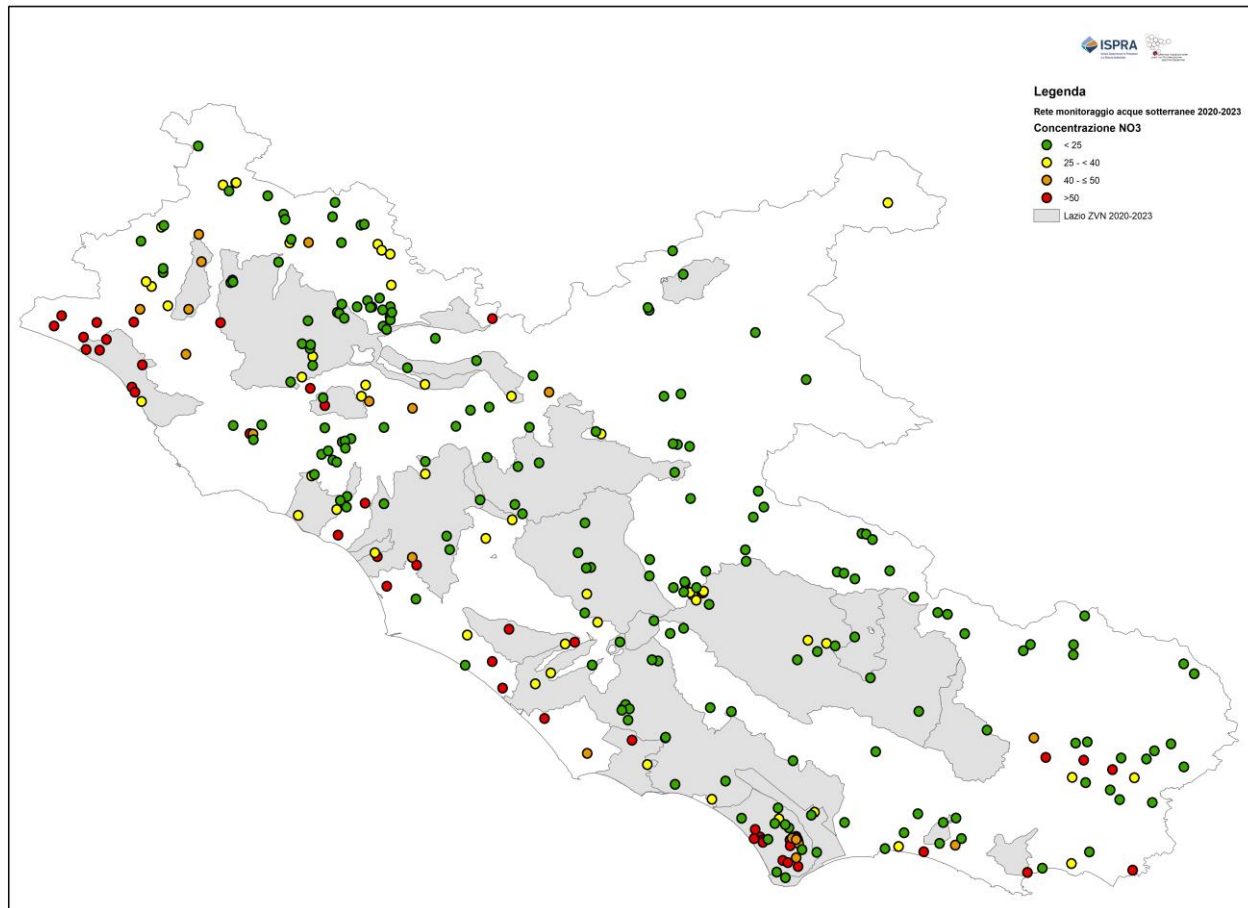 ISPRA
Legenda
Rete monitoraggio acque sotterranee 2020-2023
Concentrazione NO3
< 25
25 - < 40
40 - ≤ 50
>50
Lazio ZVN 2020-2023